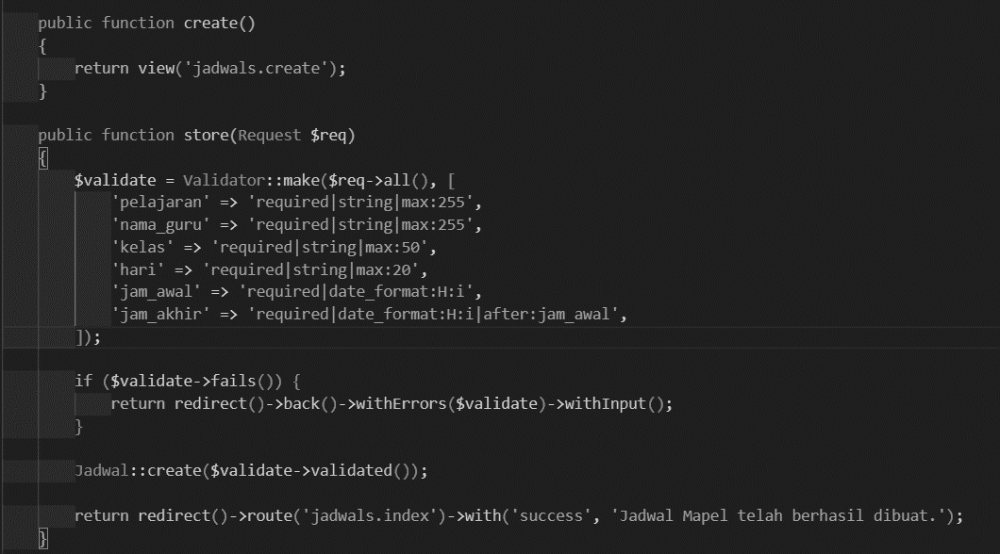 public function create()
{
    return view('jadwals.create');
}

public function store(Request $req)
{
    $validate = Validator::make($req->all(), [
        'pelajaran' => 'required|string|max:255',
        'nama_guru' => 'required|string|max:255',
        'kelas' => 'required|string|max:50',
        'hari' => 'required|string|max:20',
        'jam_awal' => 'required|date_format:H:i',
        'jam_akhir' => 'required|date_format:H:i|after:jam_awal',
    ]);

    if ($validate->fails()) {
        return redirect()->back()->withErrors($validate)->withInput();
    }

    Jadwal::create($validate->validated());

    return redirect()->route('jadwals.index')->with('success', 'Jadwal Mapel telah berhasil dibuat.');
}